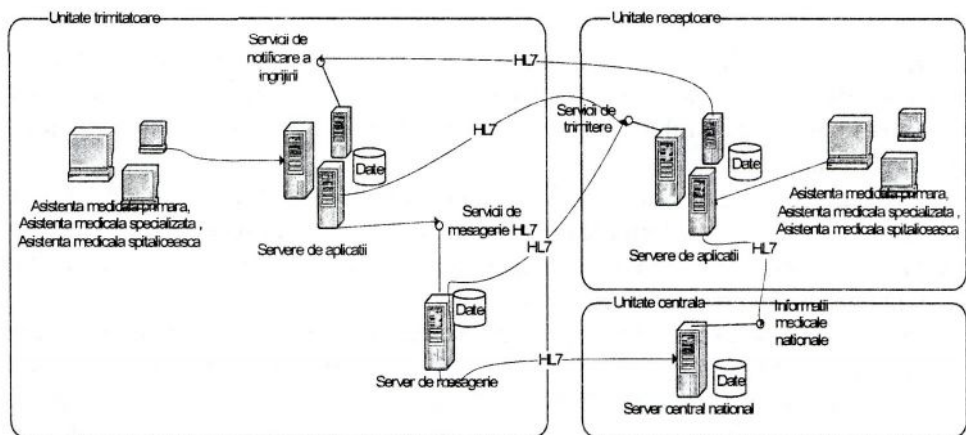 Unitate trimitatoare
Servicii de
notificare a
ingrijirii
Date
Asistenta medicala primara,
Asistenta medicala specializata ,
Asistenta medicala spitaliceasca
Servere de aplicatii
Servicii de
mesagerie HL7
Date
Server de mesagerie
HL7
HL7
HL7
HL7
Unitate receptoare
Servicii de
trimitere
Date
Asistenta medicala primara,
Asistenta medicala specializata ,
Asistenta medicala spitaliceasca
Servere de aplicatii
HL7
Unitate centrala
Informatii
medicale
nationale
Date
Server central national